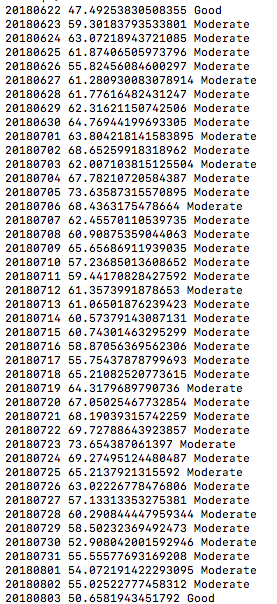 20180622 47.49253830508355 Good
20180623 59.30183793533801 Moderate
20180624 63.07218943721085 Moderate
20180625 61.87406505973796 Moderate
20180626 55.82456084600297 Moderate
20180627 61.280930083078914 Moderate
20180628 61.77616482431247 Moderate
20180629 62.31621150742506 Moderate
20180630 64.76944199693305 Moderate
20180701 63.804218141583895 Moderate
20180702 68.65259918318962 Moderate
20180703 62.007103815125504 Moderate
20180704 67.78210720584387 Moderate
20180705 73.63587315570895 Moderate
20180706 68.4363175478664 Moderate
20180707 62.45570110539735 Moderate
20180708 60.90875359044063 Moderate
20180709 65.65686911939035 Moderate
20180710 57.23685013608652 Moderate
20180711 59.44170828427592 Moderate
20180712 61.3573991878653 Moderate
20180713 61.06501876239423 Moderate
20180714 60.57379143087131 Moderate
20180715 60.74301463295299 Moderate
20180716 58.87056369562306 Moderate
20180717 55.75437878799693 Moderate
20180718 65.21082520773615 Moderate
20180719 64.3179689790736 Moderate
20180720 67.05025467732854 Moderate
20180721 68.19039315742259 Moderate
20180722 69.72788643923857 Moderate
20180723 73.654387061397 Moderate
20180724 69.27495124480487 Moderate
20180725 65.2137921315592 Moderate
20180726 63.02226778476806 Moderate
20180727 57.13313353275381 Moderate
20180728 60.290844447959344 Moderate
20180729 58.50232369492473 Moderate
20180730 52.908042001592946 Moderate
20180731 55.55577693169208 Moderate
20180801 54.072191422293095 Moderate
20180802 55.02522777458312 Moderate
20180803 50.6581943451792 Good